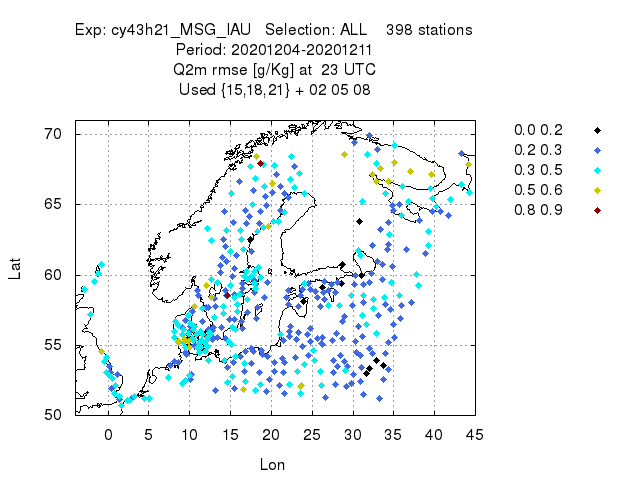 Exp: cy43h21_MSG_IAU   Selection: ALL    398 stations
Period: 20201204-20201211
Q2m rmse [g/Kg] at  23 UTC
Used {15,18,21} + 02 05 08
0.0 0.2
0.2 0.3
0.3 0.5
0.5 0.6
0.8 0.9
70
65
60
55
50
Lat
0 5 10 15 20 25 30 35 40 45
Lon